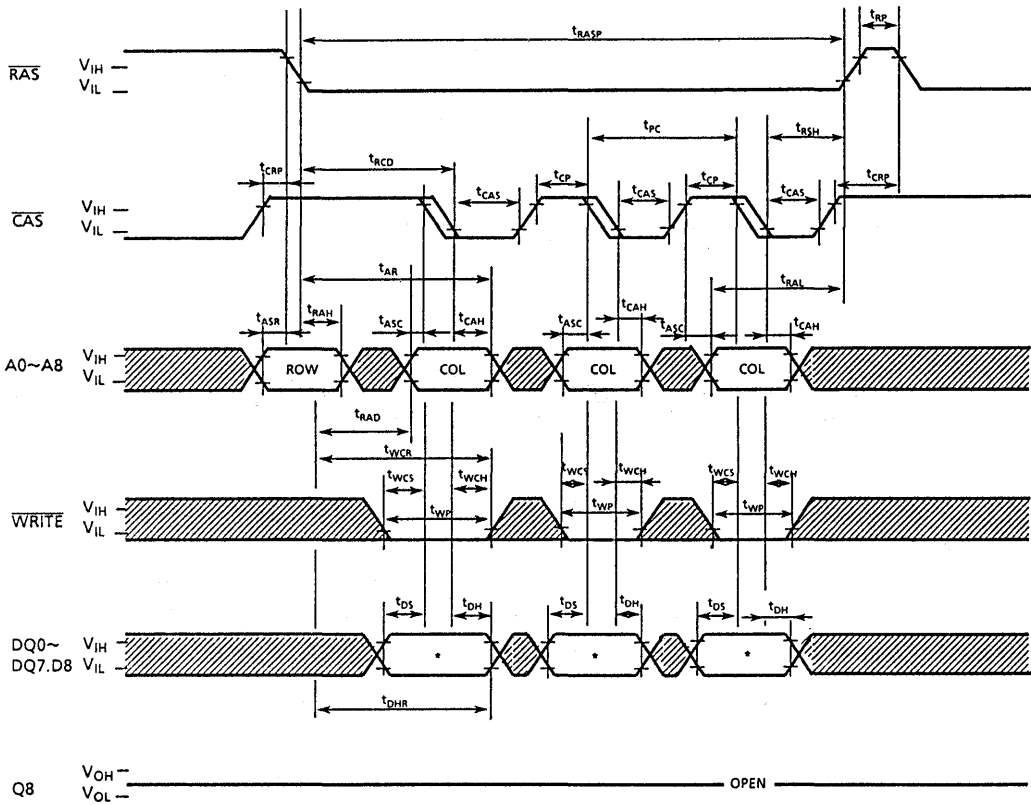 tRP
tRASP
RAS
VIH
VIL
tPC
tRSH
tRCD
tCRP
tCP
tCP
tCRP
tCAS
tCAS
tCAS
CAS
VIH
VIL
tAR
tRAL
tRAH
tCAH
tASR
tASC
tCAH
tASC
tASC
tCAH
A0~A8
VIH
VIL
ROW
COL
COL
COL
tRAD
tWCR
tWCS
tWCH
tWCS
tWCH
tWCS
tWCH
tWP
tWP
tWP
WRITE
VIH
VIL
tDS
tDH
tDS
tDH
tDS
tDH
DQ0~
DQ7.D8
VIH
VIL
*
*
*
tDHR
Q8
VOH
VOL
OPEN